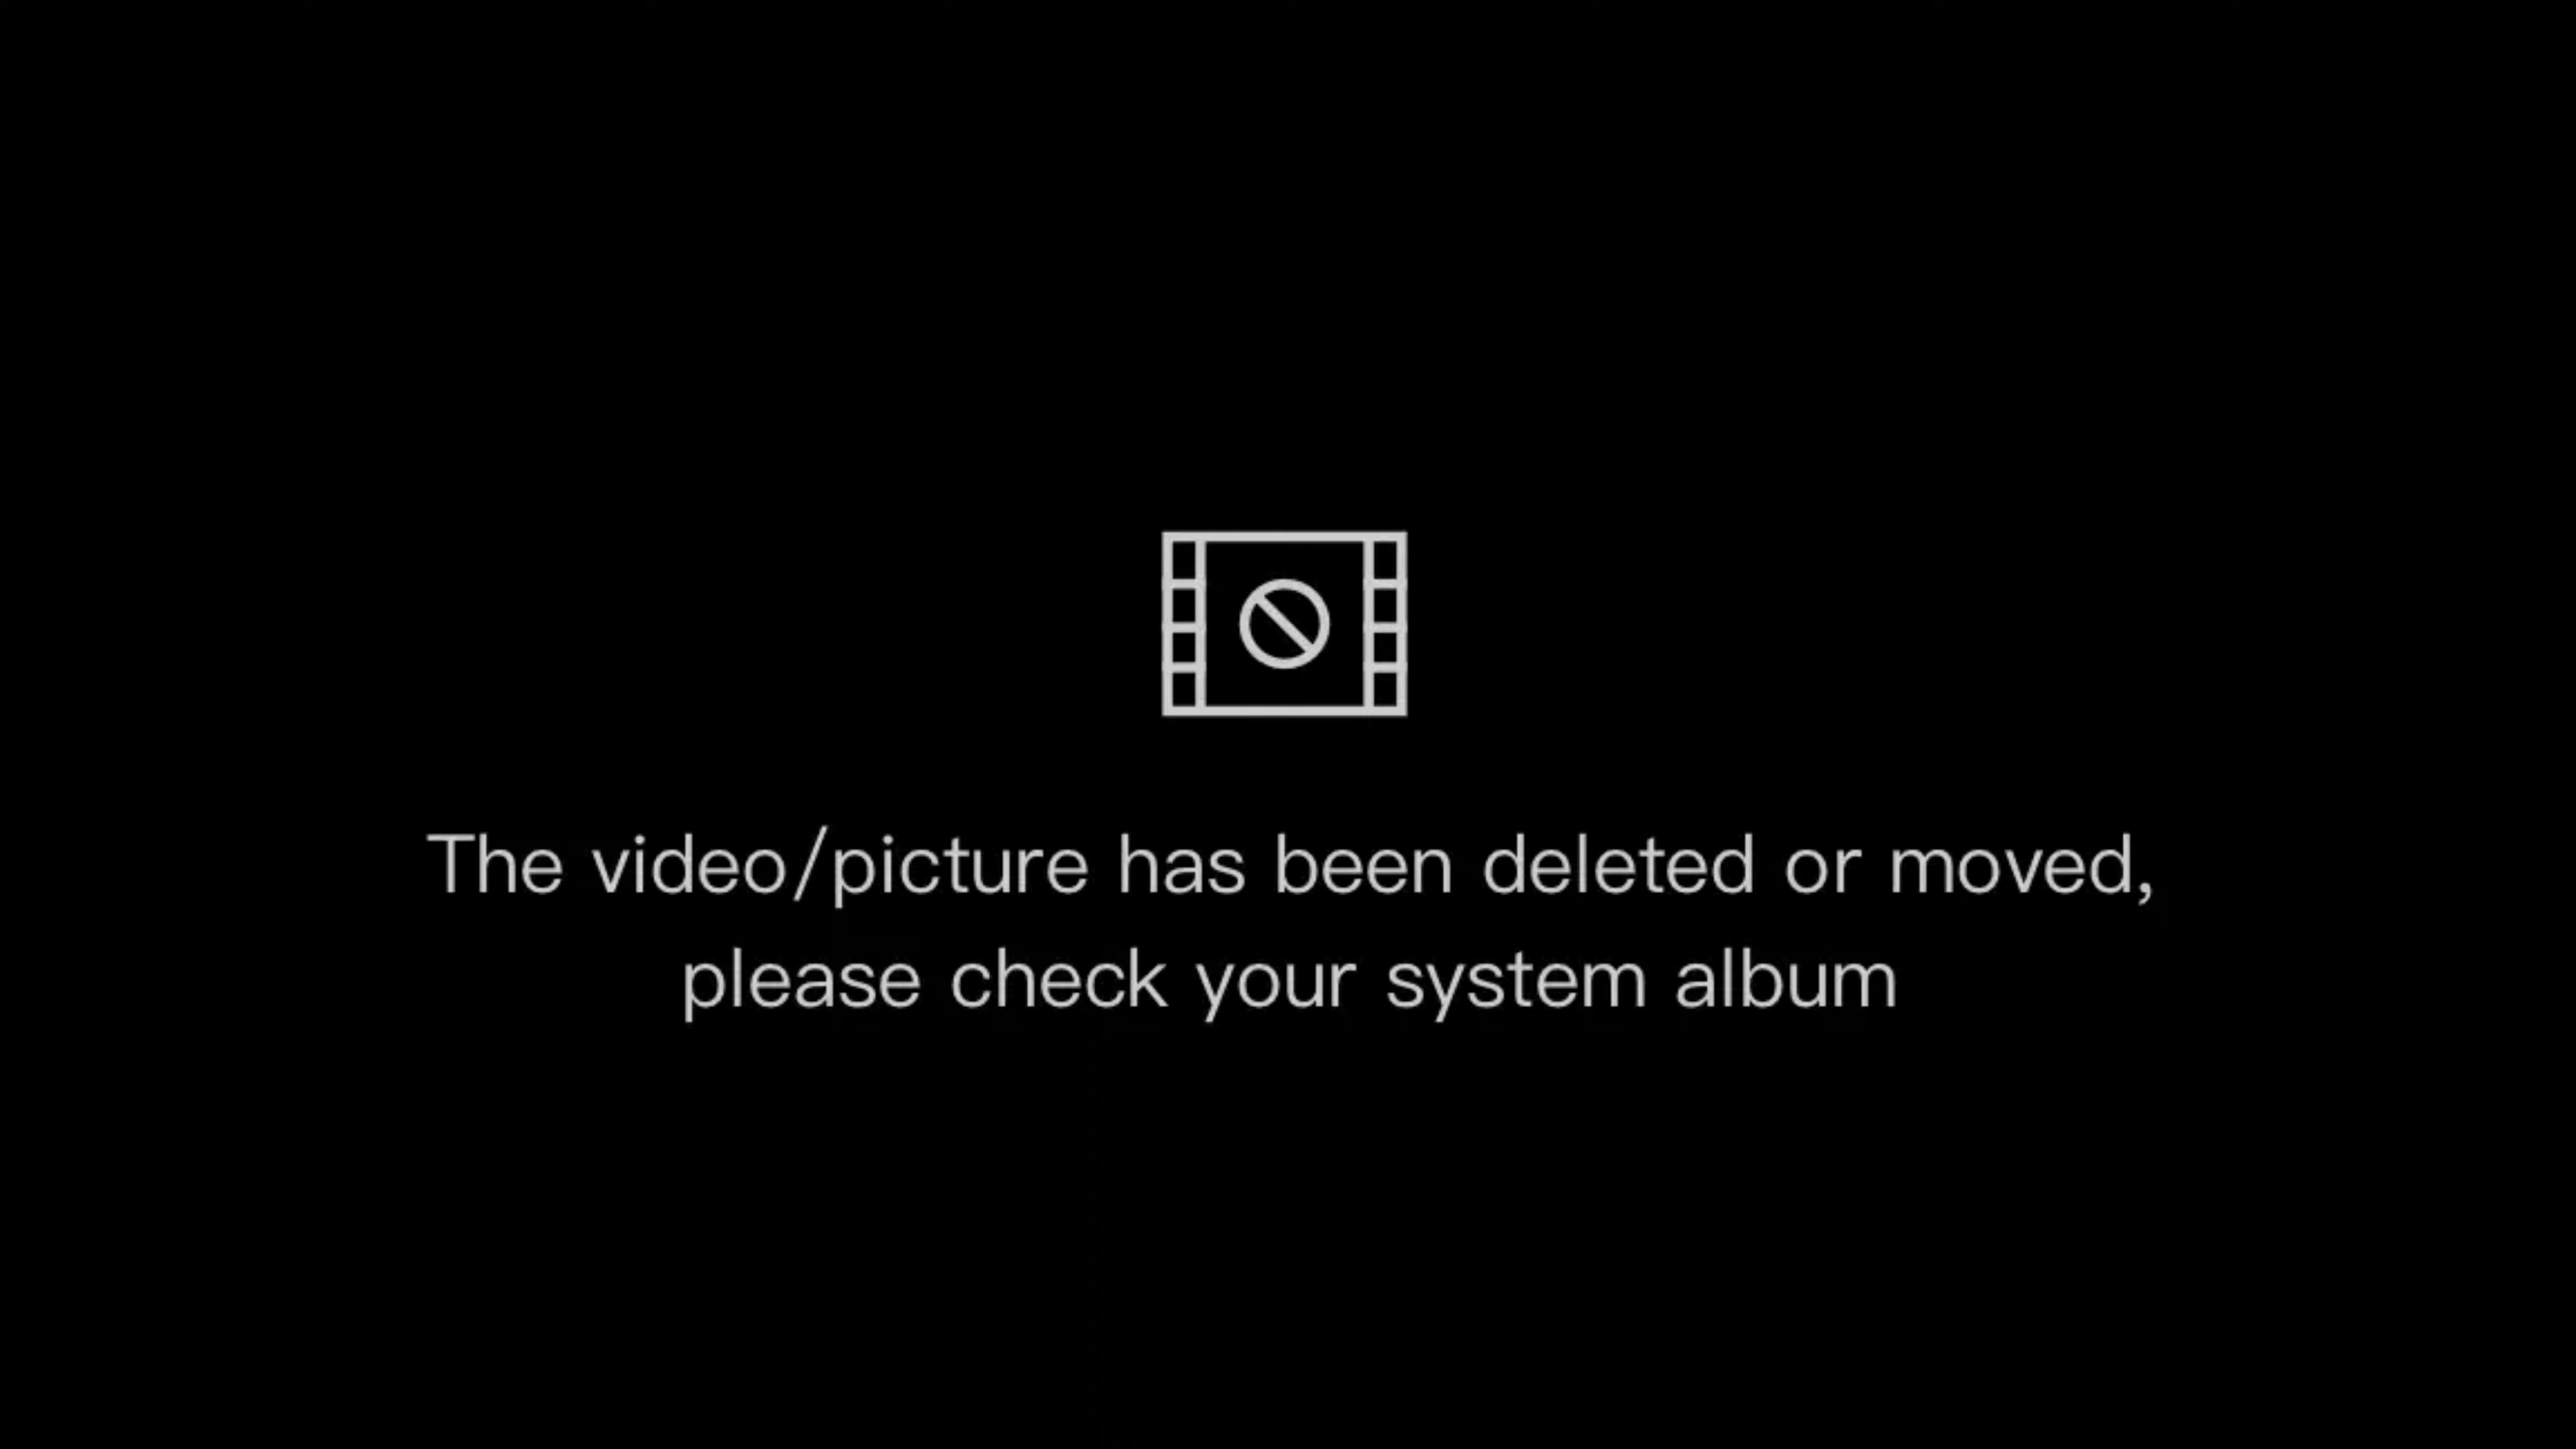 The video/picture has been deleted or moved,
please check your system album